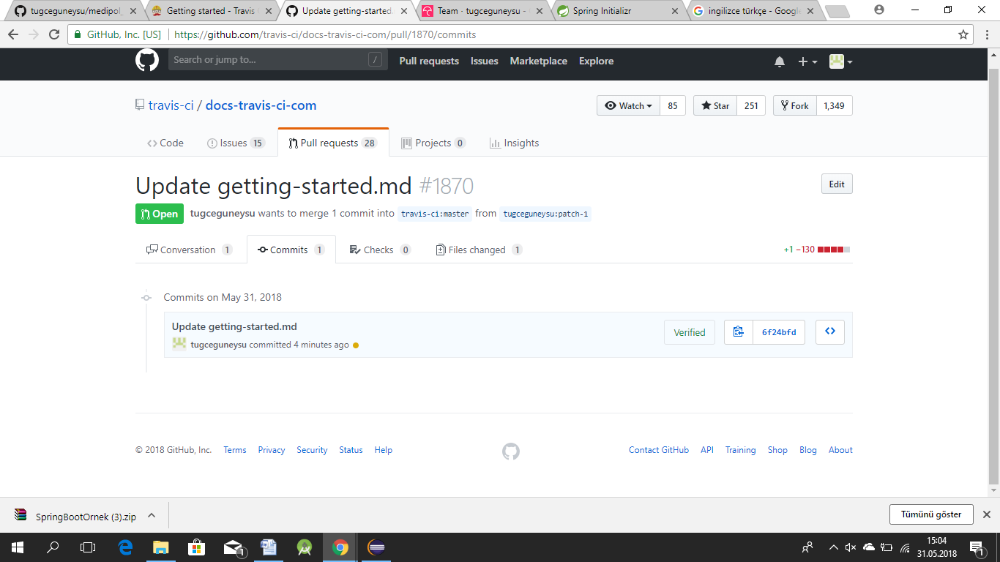 tugceguneysu/medipol_
Getting started - Travis
Update getting-started.
Team · tugceguneysu -
Spring Initializr
ingilizce türkçe - Google
GitHub, Inc. [US]
https://github.com/travis-ci/docs-travis-ci-com/pull/1870/commits
Search or jump to...
/
Pull requests
Issues
Marketplace
Explore
travis-ci / docs-travis-ci-com
Watch
85
Star
251
Fork
1,349
Code
Issues 15
Pull requests 28
Projects 0
Insights
Update getting-started.md #1870
Edit
Open
tugceguneysu wants to merge 1 commit into travis-ci:master from tugceguneysu:patch-1
Conversation 1
Commits 1
Checks 0
Files changed 1
+1 −130
Commits on May 31, 2018
Update getting-started.md
tugceguneysu committed 4 minutes ago
Verified
6f24bfd
© 2018 GitHub, Inc.
Terms
Privacy
Security
Status
Help
Contact GitHub
API
Training
Shop
Blog
About
SpringBootOrnek (3).zip
Tümünü göster
1
15:04
31.05.2018
1